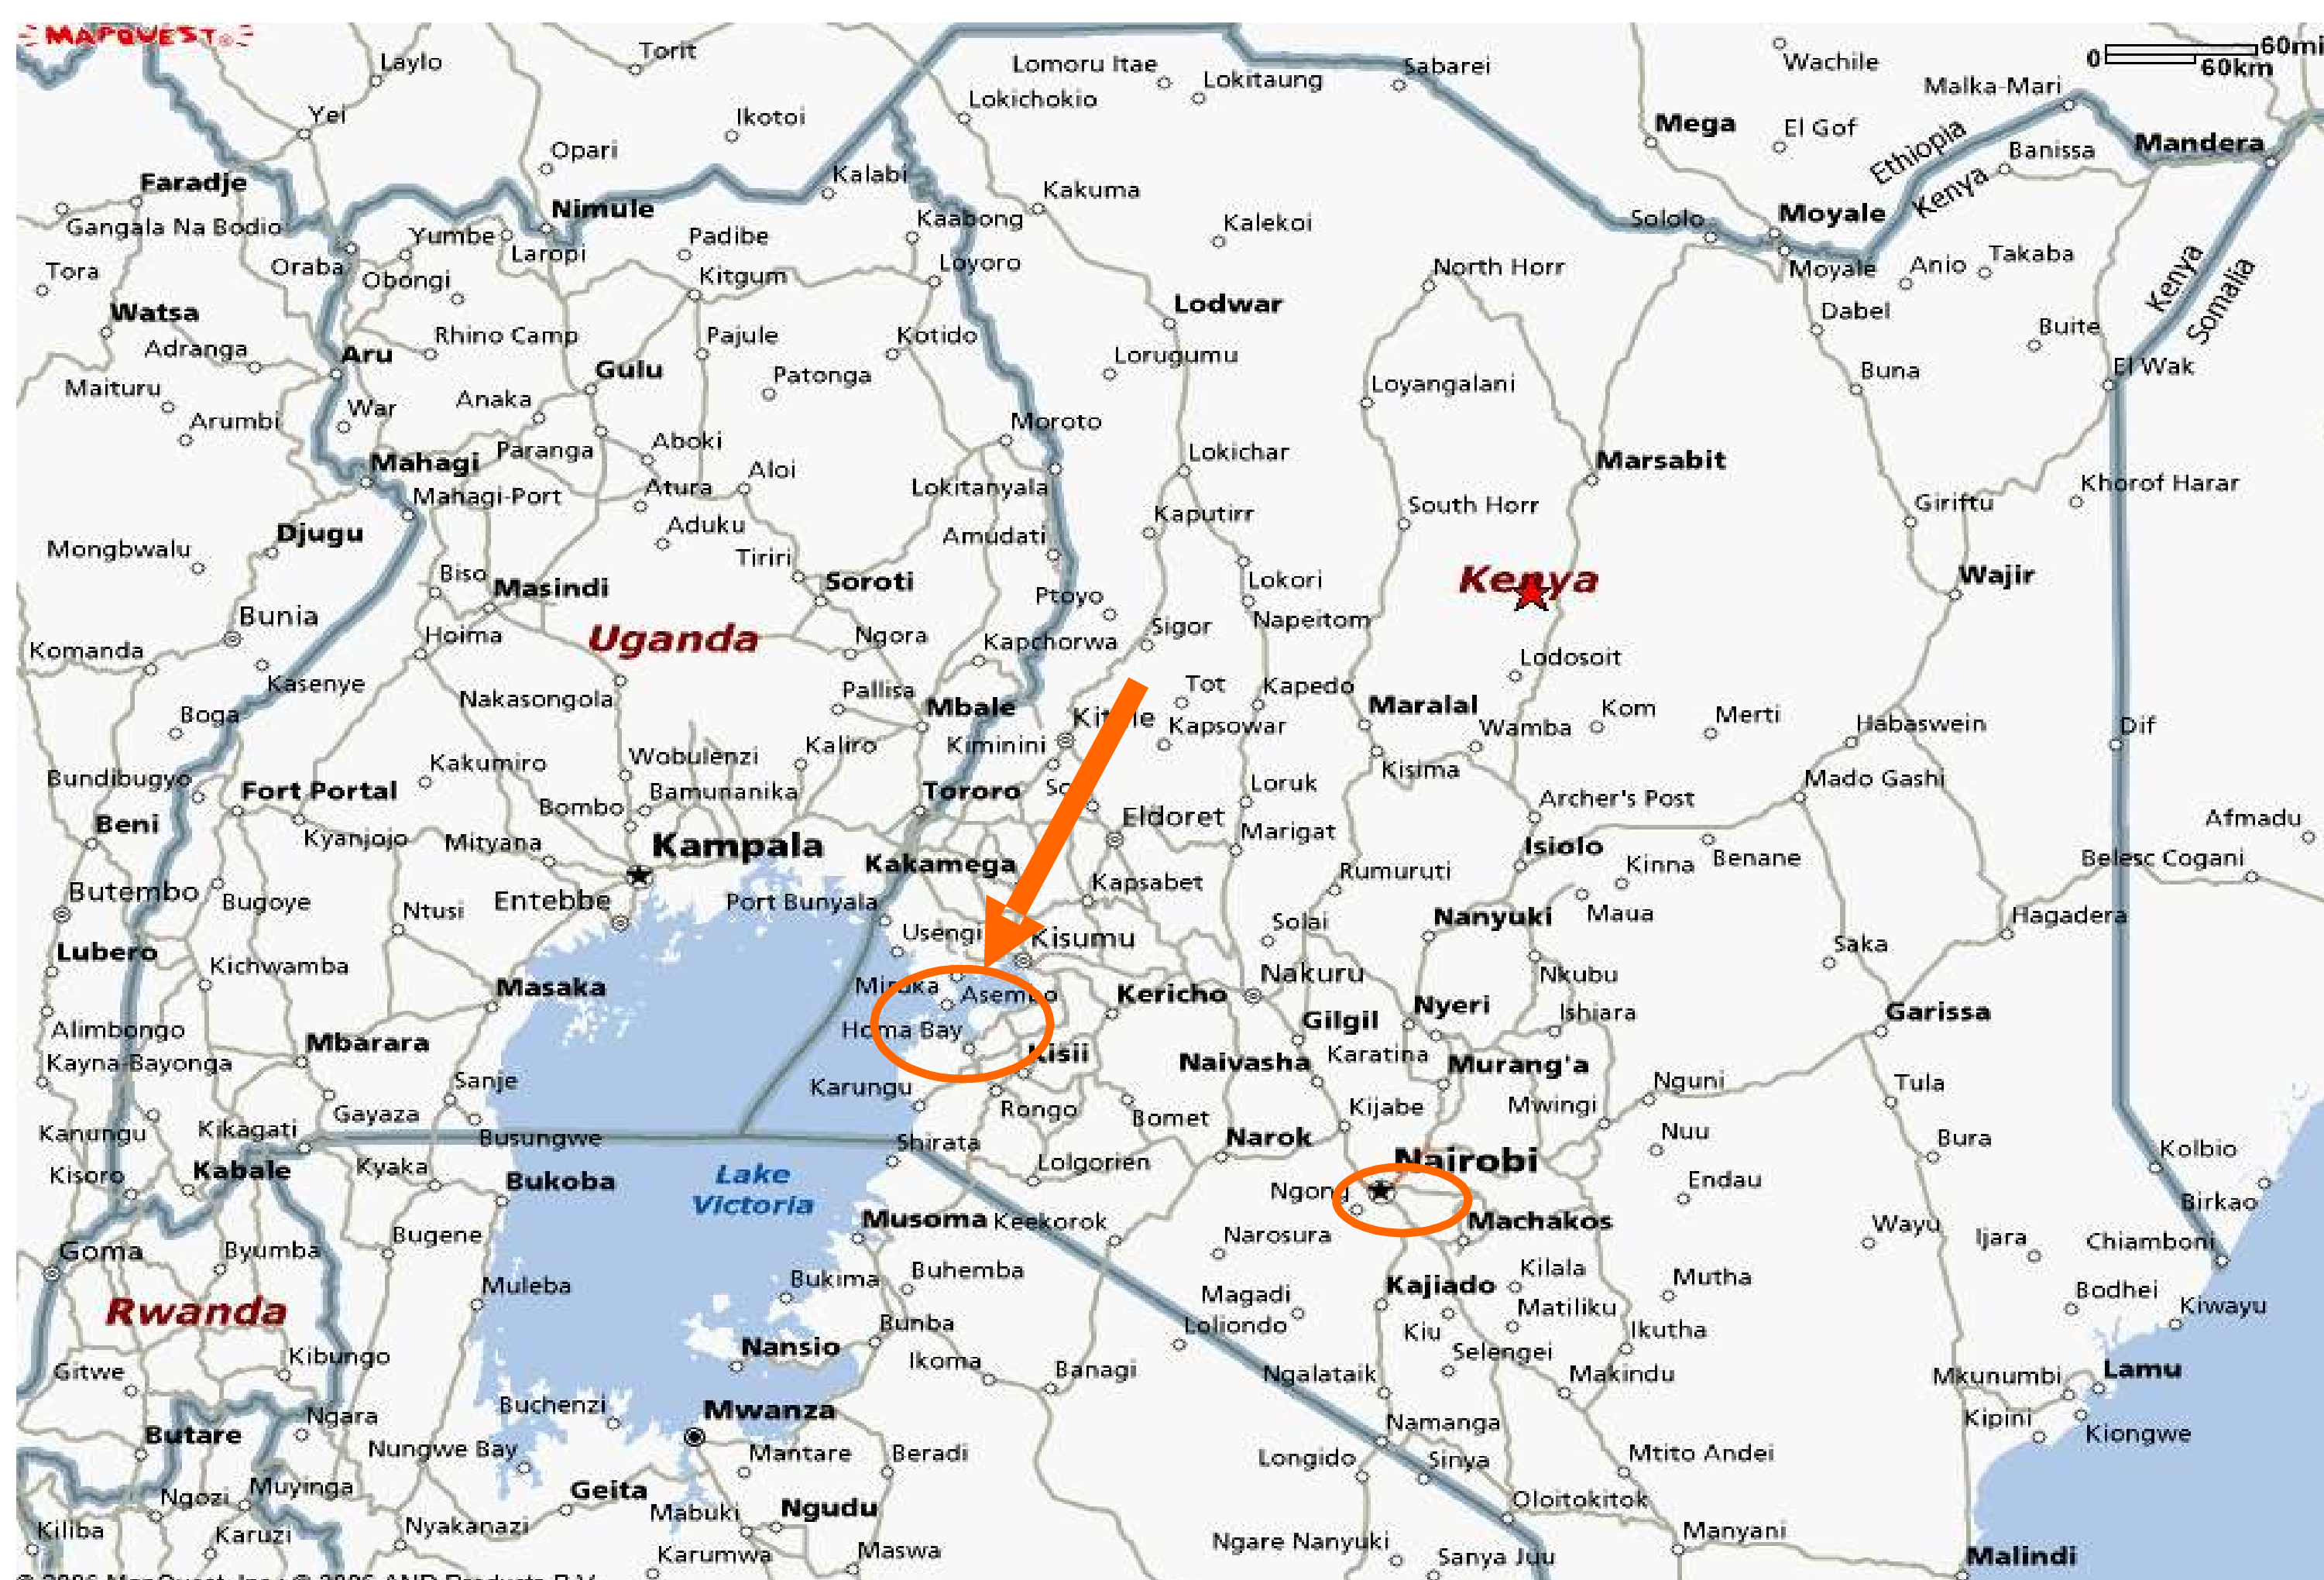 MAPQUEST
Laylo
Torit
Lomoru Itae
Lokitaung
Sabarei
Wachile
0
60mi
60km
Malka-Mari
Yei
Ikotoi
Lokichokio
Mega
El Gof
Ethiopia
Kenya
Banissa
Mandera
Opari
Faradje
Kalabi
Kakuma
Gangala Na Bodio
Nimule
Yumbe
Laropi
Padibe
Kaabong
Kalekoi
Sololo
Moyale
Tora
Oraba
Obongi
Kitgum
Loyoro
North Horr
Moyale
Anio
Takaba
Kenya
Somalia
Watsa
Lodwar
Dabel
Adranga
Aru
Rhino Camp
Pajule
Kotido
Lorugumu
Buite
Maituru
Gulu
Patonga
Loyangalani
Buna
El Wak
Arumbi
War
Anaka
Moroto
Mahagi
Paranga
Aboki
Aloi
Lokichar
Marsabit
Mahagi-Port
Atura
Lokitanyala
Khorof Harar
Djugu
Aduku
Amudati
Kaputirr
South Horr
Giriftu
Mongbwalu
Tiriri
Biso
Masindi
Soroti
Lokori
Kenya
Wajir
Bunia
Ptoyo
Napeitom
Komanda
Hoima
Uganda
Ngora
Kapchorwa
Sigor
Lodosoit
Kasenye
Nakasongola
Pallisa
Tot
Kapedo
Boga
Mbale
Kapsowar
Maralal
Wamba
Kom
Merti
Habaswein
Dif
Kakumiro
Wobulenzi
Kaliro
Kiminini
Kisima
Bundibugyo
Fort Portal
Bombo
Bamunanika
Tororo
Loruk
Archer's Post
Mado Gashi
Beni
Kyanjojo
Mityana
Kampala
Kakamega
Eldoret
Marigat
Isiolo
Kinna
Benane
Afmadu
Belesc Cogani
Butembo
Bugoye
Ntusi
Entebbe
Port Bunyala
Kapsabet
Rumuruti
Maua
Hagadera
Lubero
Kichwamba
Usengi
Kisumu
Solai
Nanyuki
Saka
Masaka
Asembo
Kericho
Nakuru
Nkubu
Alimbongo
Mbarara
Homa Bay
Gilgil
Nyeri
Ishiara
Garissa
Kayna-Bayonga
Sanje
Karungu
Kisii
Naivasha
Karatina
Murang'a
Nguni
Tula
Gayaza
Rongo
Bomet
Kijabe
Mwingi
Kanungu
Kikagati
Busungwe
Shirata
Narok
Nuu
Bura
Kolbio
Kisoro
Kabale
Kyaka
Bukoba
Lake
Victoria
Lolgorien
Nairobi
Ngong
Endau
Birkao
Goma
Byumba
Bugene
Musoma
Keekorok
Narosura
Machakos
Wayu
Ijara
Chiamboni
Rwanda
Muleba
Bukima
Buhemba
Magadi
Kajiado
Kilala
Mutha
Bodhei
Kiwayu
Matiliku
Nansio
Bunba
Loliondo
Kiu
Ikutha
Gitwe
Kibungo
Ikoma
Banagi
Ngalataik
Selengei
Makindu
Mkunumbi
Lamu
Butare
Ngara
Buchenzi
Mwanza
Namanga
Kipini
Kiongwe
Nungwe Bay
Mantare
Beradi
Longido
Sinya
Mtito Andei
Ngozi
Muyinga
Geita
Mabuki
Ngudu
Oloitokitok
Kiliba
Karuzi
Nyakanazi
Karumwa
Maswa
Ngare Nanyuki
Sanya Juu
Manyani
Malindi